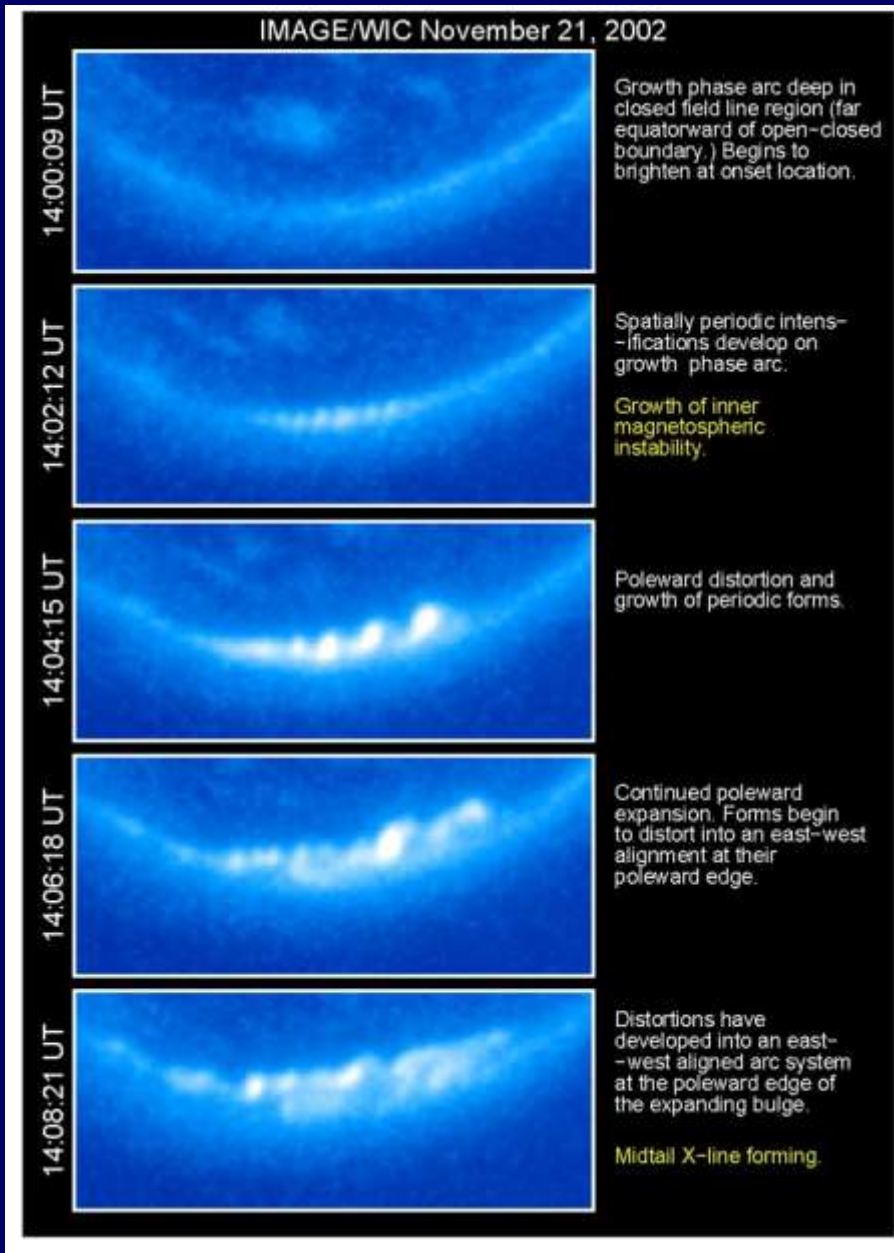 IMAGE/WIC November 21, 2002
14:00:09 UT
Growth phase arc deep in
closed field line region (far
equatorward of open-closed
boundary.) Begins to
brighten at onset location.
14:02:12 UT
Spatially periodic intens-
-ifications develop on
growth phase arc.
Growth of inner
magnetospheric
instability.
14:04:15 UT
Poleward distortion and
growth of periodic forms.
14:06:18 UT
Continued poleward
expansion. Forms begin
to distort into an east-west
alignment at their
poleward edge.
14:08:21 UT
Distortions have
developed into an east-
-west aligned arc system
at the poleward edge of
the expanding bulge.
Midtail X-line forming.